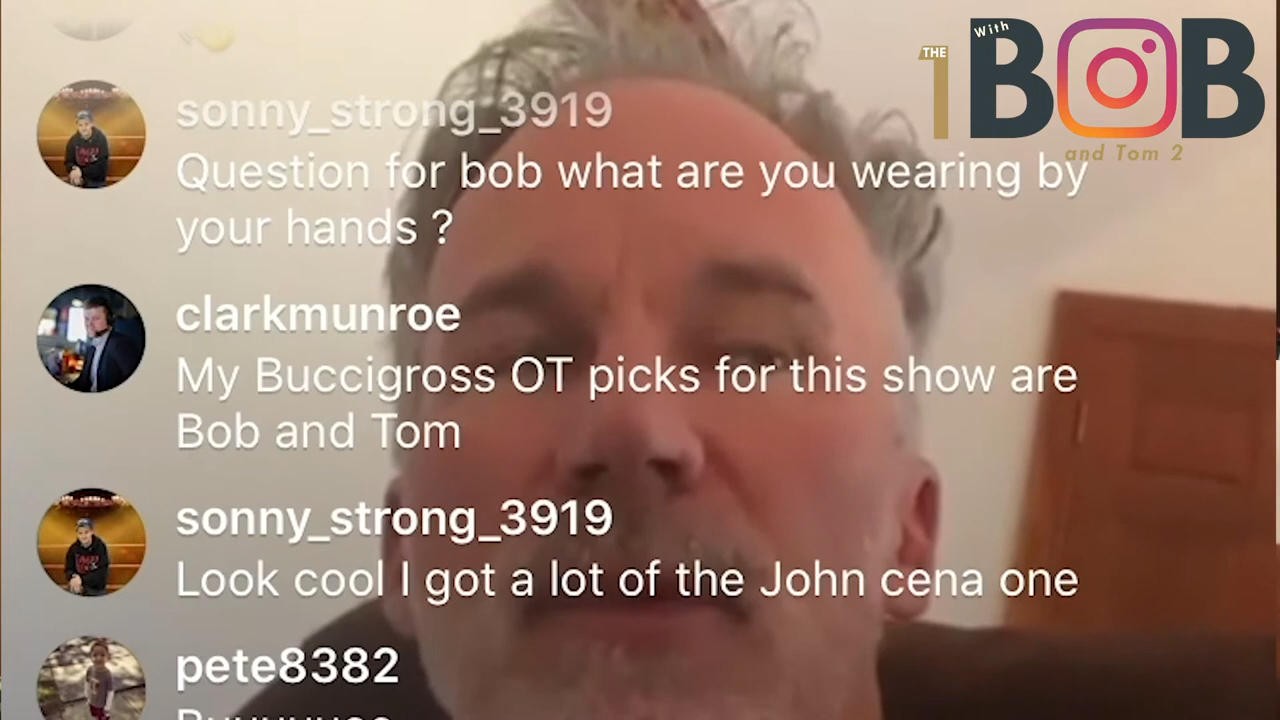 THE 1 With BOB
and Tom 2
sonny_strong_3919
Question for bob what are you wearing by
your hands ?
clarkmunroe
My Buccigross OT picks for this show are
Bob and Tom
sonny_strong_3919
Look cool I got a lot of the John cena one
pete8382